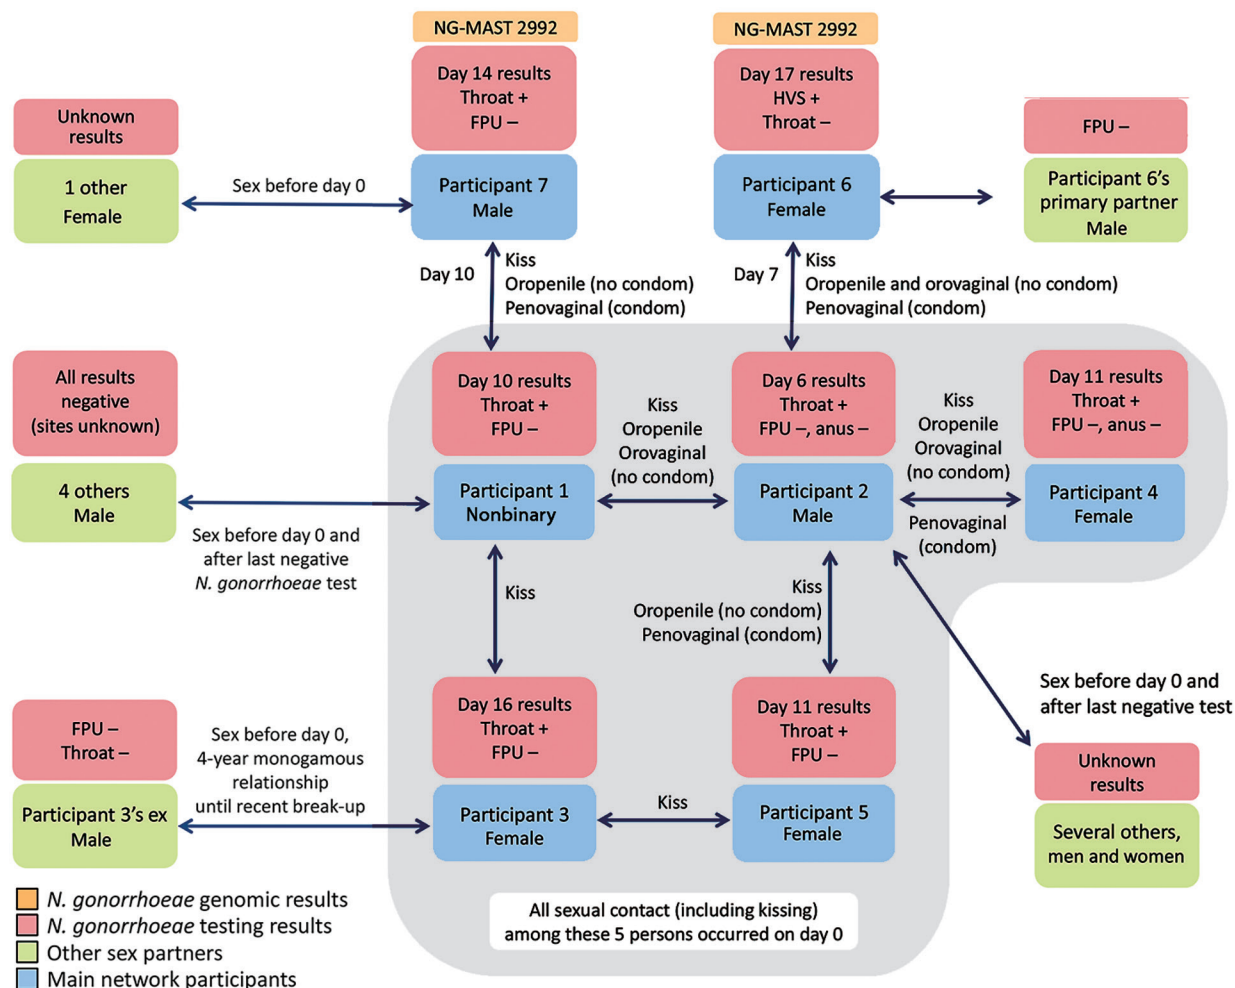 NG-MAST 2992
NG-MAST 2992
Day 14 results
Throat +
FPU –
Day 17 results
HVS +
Throat –
Unknown
results
FPU –
1 other
Female
Sex before day 0
Participant 7
Male
Participant 6
Female
Participant 6’s
primary partner
Male
Day 10
Kiss
Oropenile (no condom)
Penovaginal (condom)
Day 7
Kiss
Oropenile and orovaginal (no condom)
Penovaginal (condom)
All results
negative
(sites unknown)
Day 10 results
Throat +
FPU –
Kiss
Oropenile
Orovaginal
(no condom)
Day 6 results
Throat +
FPU –, anus –
Kiss
Oropenile
Orovaginal
(no condom)
Day 11 results
Throat +
FPU –, anus –
4 others
Male
Participant 1
Nonbinary
Participant 2
Male
Participant 4
Female
Penovaginal
(condom)
Sex before day 0 and
after last negative
N. gonorrhoeae test
Kiss
Kiss
Oropenile (no condom)
Penovaginal (condom)
Sex before day 0 and
after last negative test
FPU –
Throat –
Sex before day 0,
4-year monogamous
relationship
until recent break-up
Day 16 results
Throat +
FPU –
Day 11 results
Throat +
FPU –
Unknown
results
Participant 3’s ex
Male
Participant 3
Female
Kiss
Participant 5
Female
Several others,
men and women
N. gonorrhoeae genomic results
N. gonorrhoeae testing results
Other sex partners
Main network participants
All sexual contact (including kissing)
among these 5 persons occurred on day 0